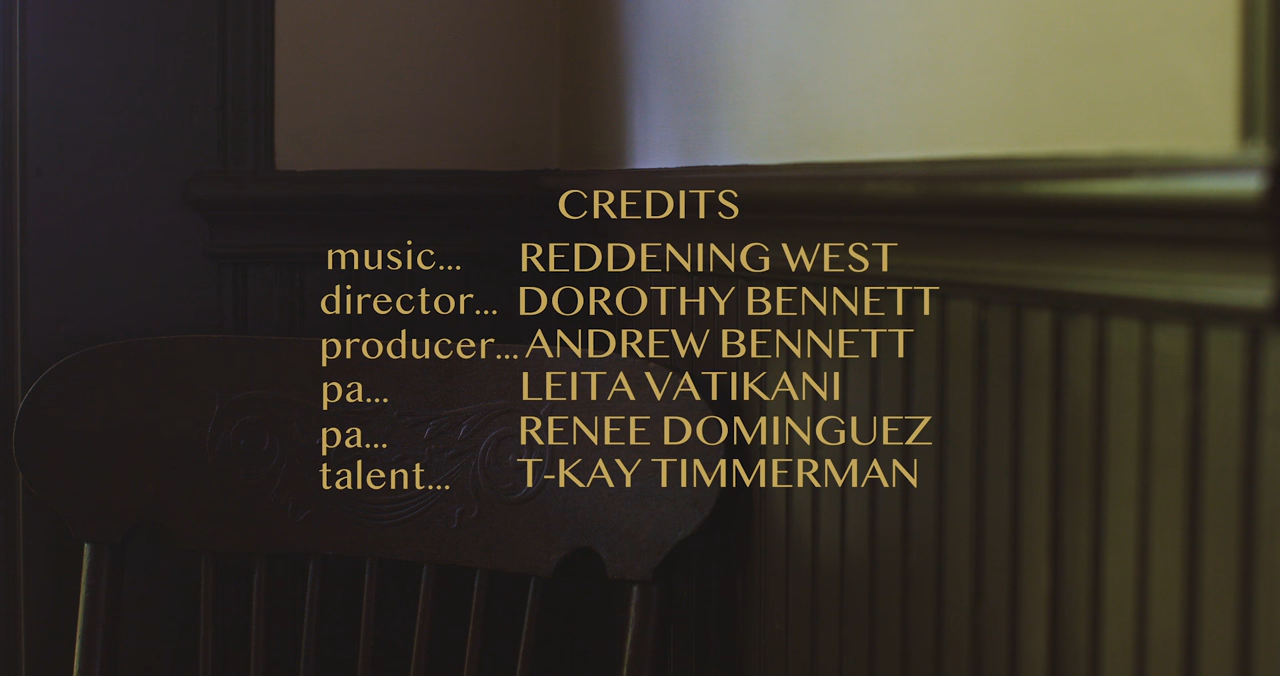 CREDITS
music... REDDENING WEST
director... DOROTHY BENNETT
producer... ANDREW BENNETT
pa... LEITA VATIKANI
pa... RENEE DOMINGUEZ
talent... T-KAY TIMMERMAN